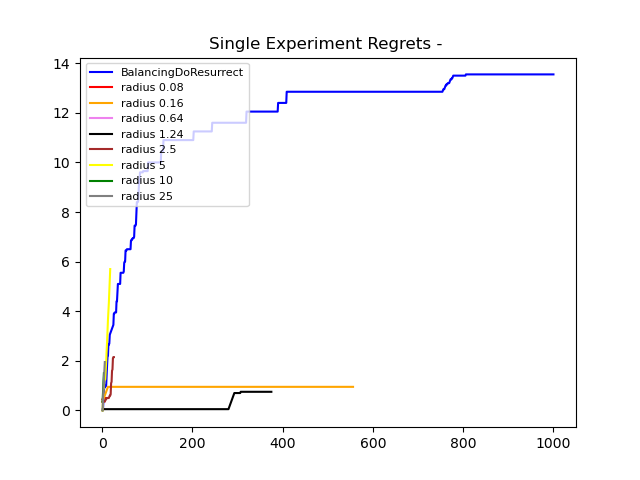 Single Experiment Regrets -
14
12
10
8
6
4
2
0
BalancingDoResurrect
radius 0.08
radius 0.16
radius 0.64
radius 1.24
radius 2.5
radius 5
radius 10
radius 25
0 200 400 600 800 1000